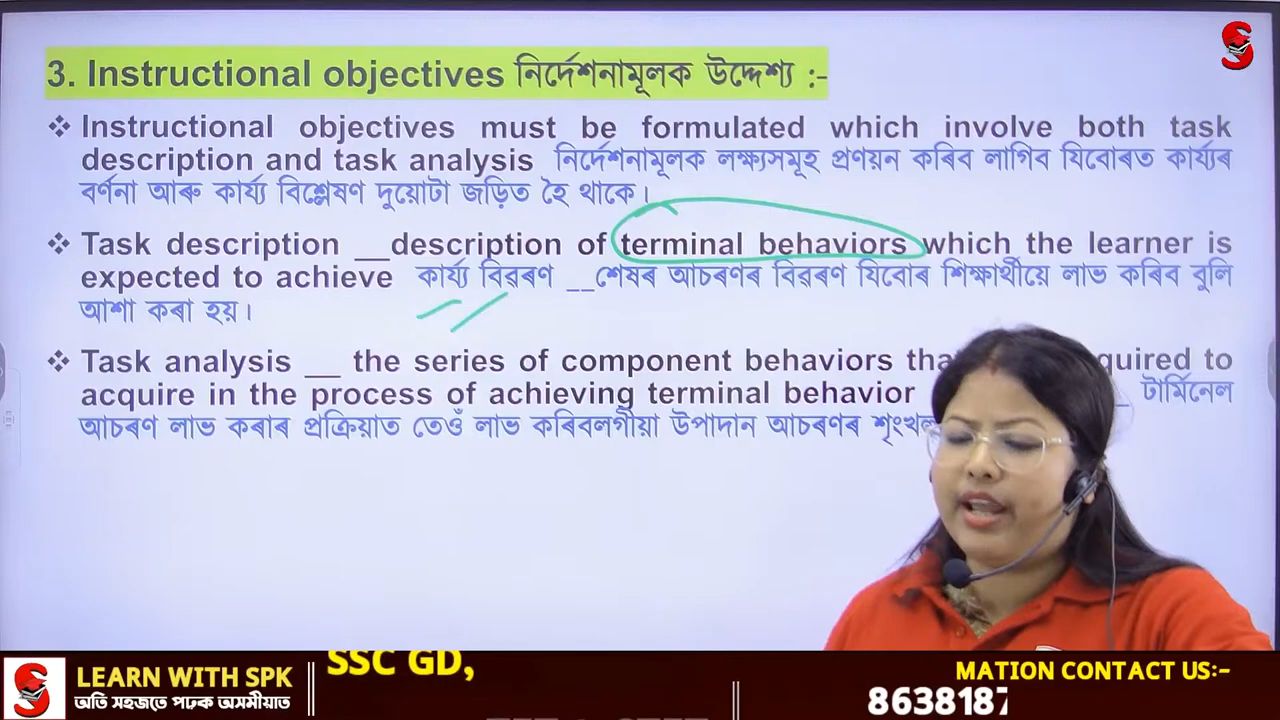 3. Instructional objectives নিৰ্দেশনামূলক উদ্দেশ্য :-
❖ Instructional objectives must be formulated which involve both task
description and task analysis নিৰ্দেশনামূলক লক্ষ্যসমূহ প্ৰণয়ন কৰিব লাগিব যিবোৰত কাৰ্য্যৰ
বৰ্ণনা আৰু কাৰ্য্য বিশ্লেষণ দুয়োটা জড়িত হৈ থাকে।
❖ Task description __description of terminal behaviors which the learner is
expected to achieve কাৰ্য্য বিৱৰণ __শেষৰ আচৰণৰ বিৱৰণ যিবোৰ শিক্ষাৰ্থীয়ে লাভ কৰিব বুলি
আশা কৰা হয়।
❖ Task analysis __ the series of component behaviors to
acquire in the process of achieving terminal behavior _ টাৰ্মিনেল
আচৰণ লাভ কৰাৰ প্ৰক্ৰিয়াত তেওঁ লাভ কৰিবলগীয়া উপাদান আচৰণৰ
LEARN WITH SPK
অতি সহজতে পঢ়ক অসমীয়াত
SSC GD,
MATION CONTACT US:-
863818